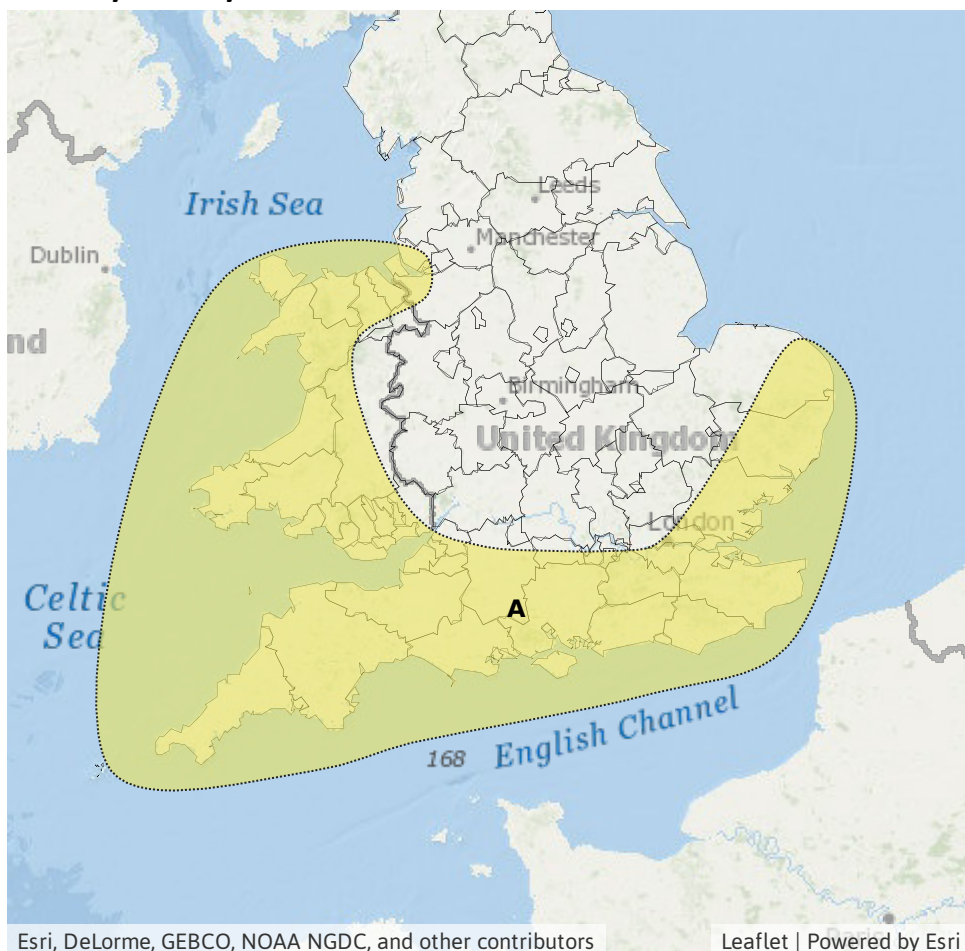 Irish Sea
Leeds
Manchester
Dublin
nd
Birmingham
United Kingdom
London
Celtic
Sea
A
English Channel
168
Paris
Esri, DeLorme, GEBCO, NOAA NGDC, and other contributors
Leaflet | Powered by Esri